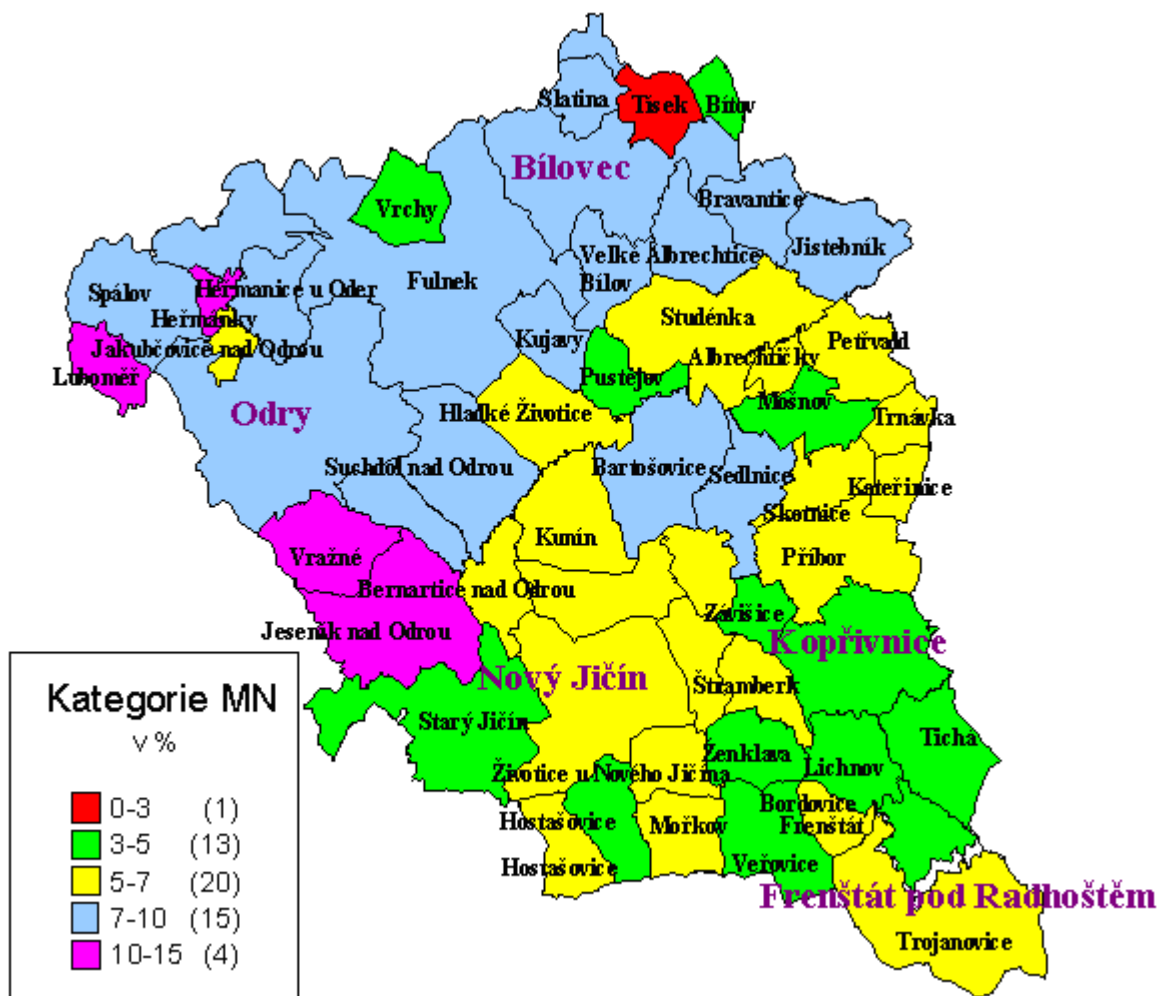 Slatina
Tísek
Bítov
Bílovec
Vrchy
Bravantice
Velké Albrechtice
Jistebník
Spálov
Heřmanice u Oder
Fulnek
Bílov
Heřmánky
Studénka
Kujavy
Petřvald
Jakubčovice nad Odrou
Albrechtičky
Luboměř
Pustějov
Odry
Hladké Životice
Mošnov
Trnávka
Suchdol nad Odrou
Bartošovice
Sedlnice
Kateřinice
Skotnice
Kunín
Vražné
Příbor
Bernartice nad Odrou
Závišice
Jeseník nad Odrou
Kopřivnice
Nový Jičín
Štramberk
Starý Jičín
Ženklava
Tichá
Životice u Nového Jičína
Lichnov
Bordovice
Hostašovice
Mořkov
Frenštát
Hostašovice
Veřovice
Frenštát pod Radhoštěm
Trojanovice
Kategorie MN
v %
0-3 (1)
3-5 (13)
5-7 (20)
7-10 (15)
10-15 (4)